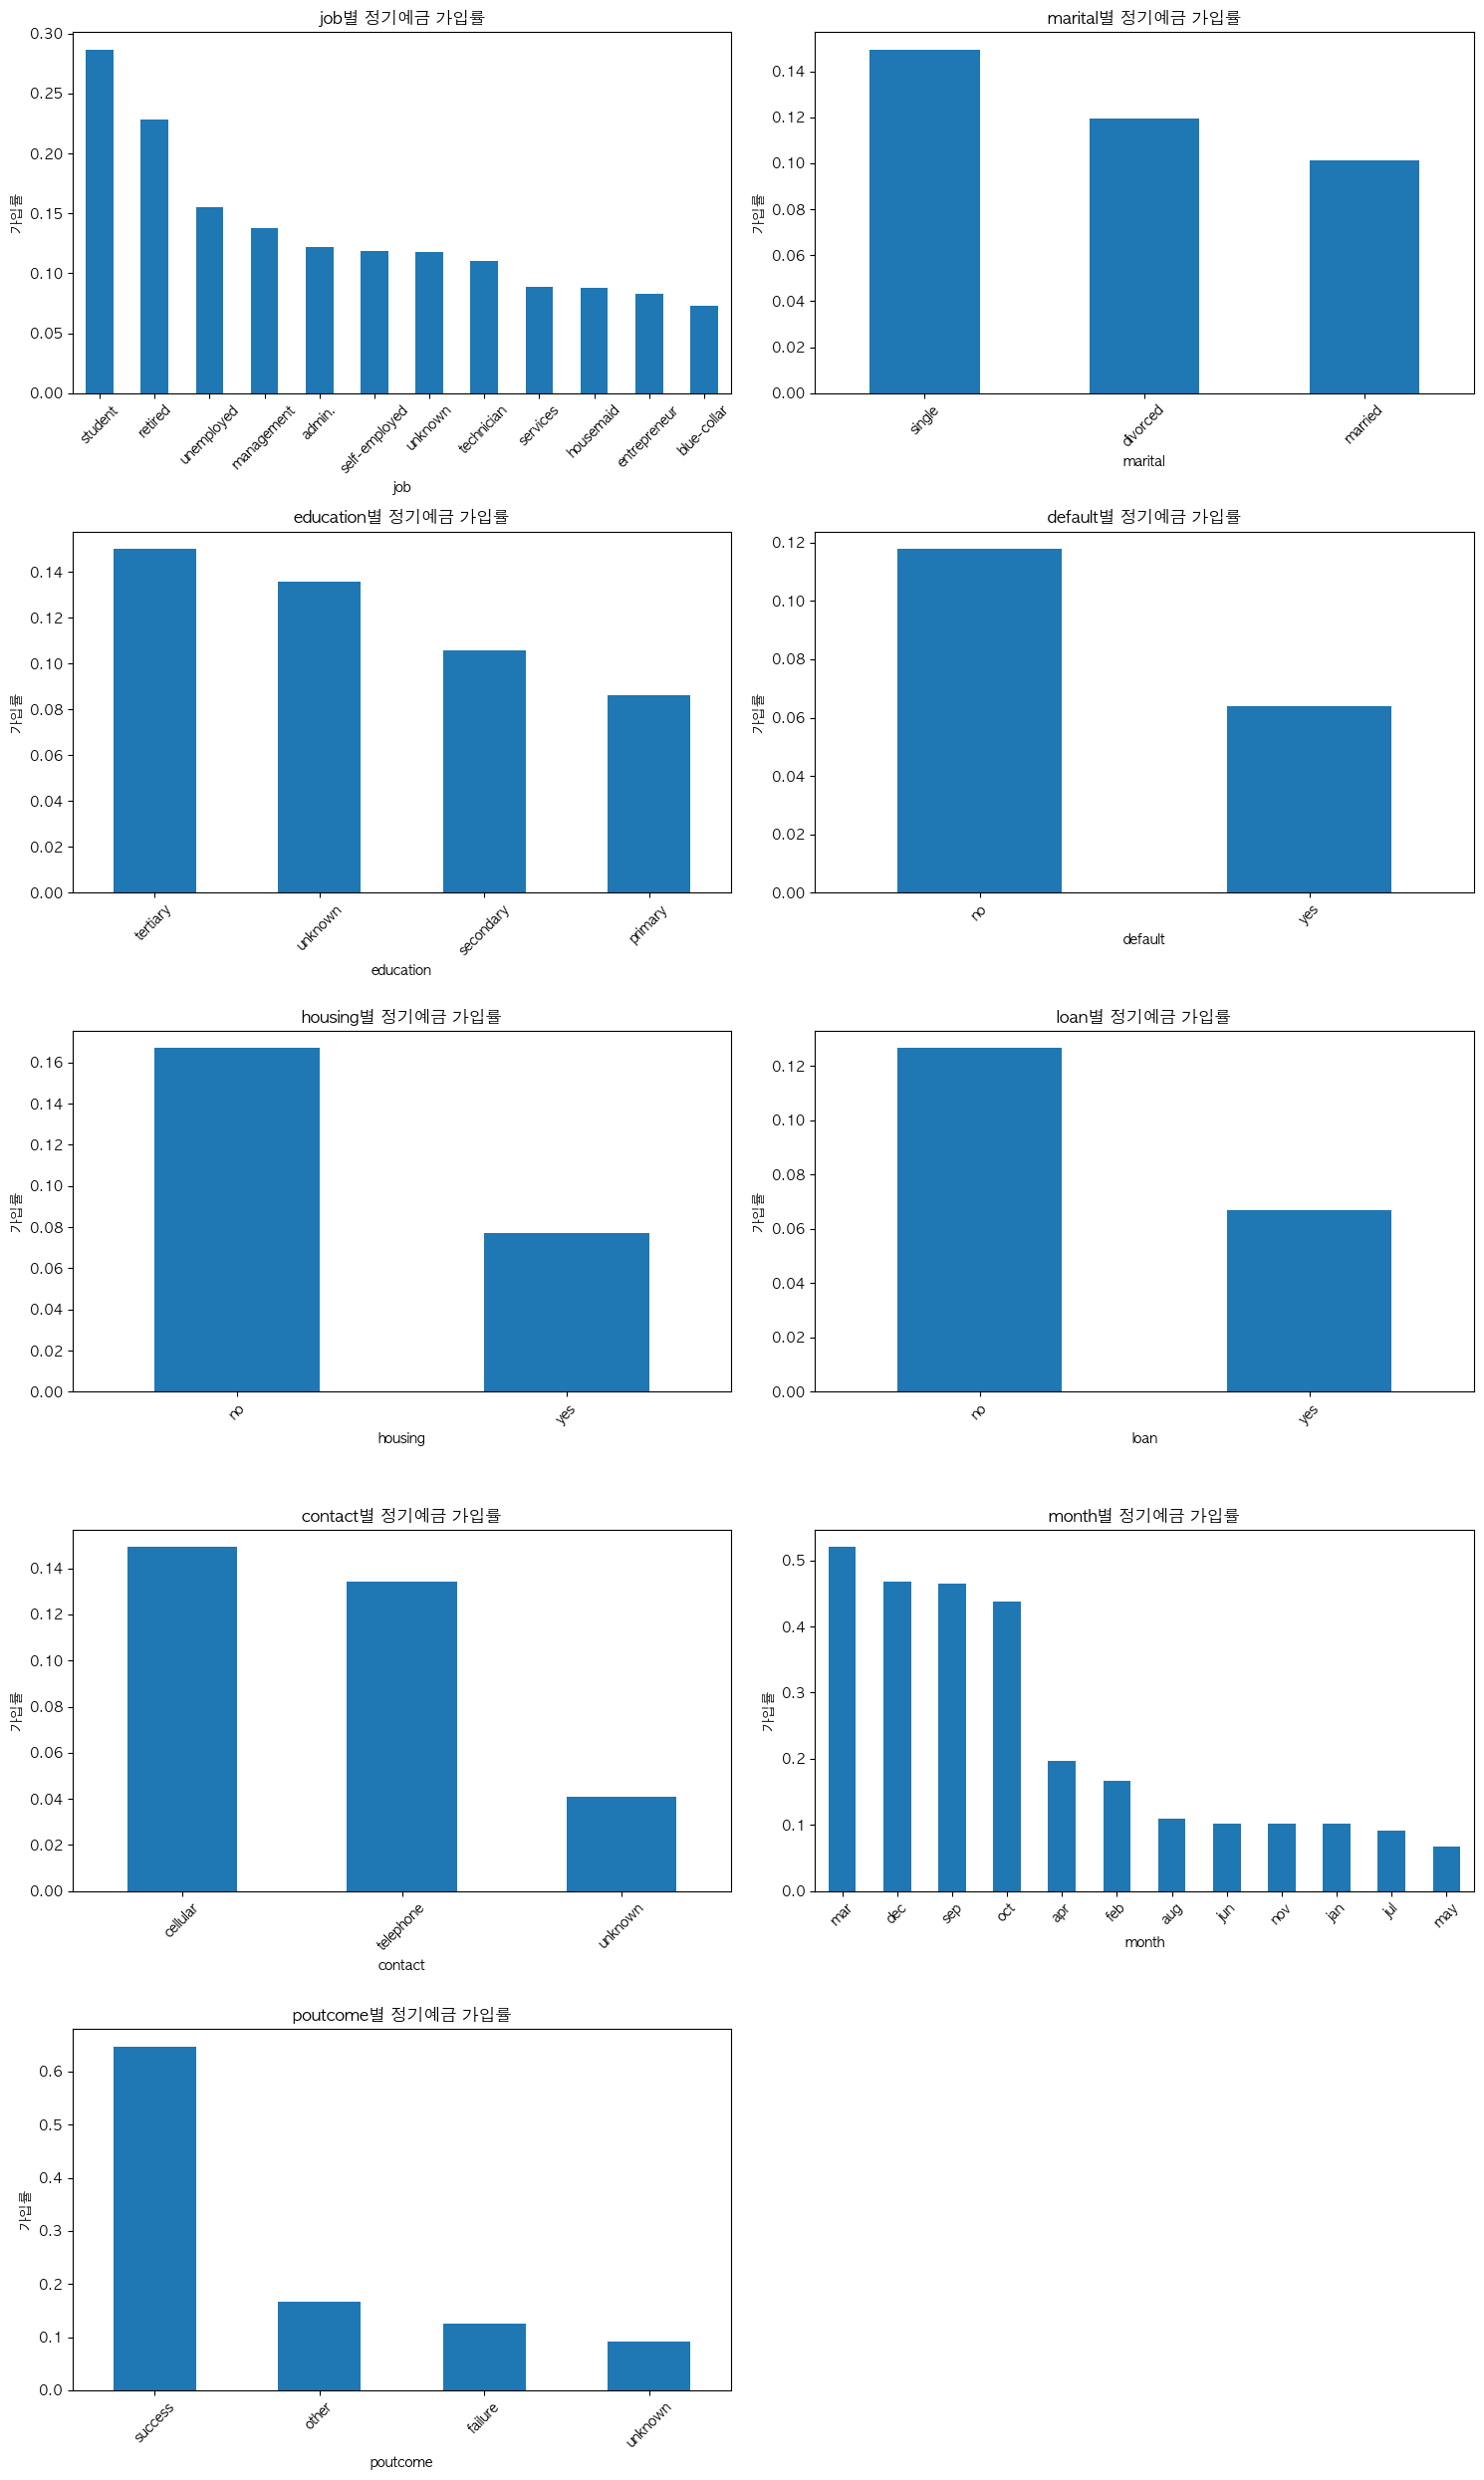 job별 정기예금 가입률
가입률
0.30
0.25
0.20
0.15
0.10
0.05
0.00
student
retired
unemployed
management
admin.
self-employed
unknown
technician
services
housemaid
entrepreneur
blue-collar
job
marital별 정기예금 가입률
가입률
0.14
0.12
0.10
0.08
0.06
0.04
0.02
0.00
single
divorced
married
marital
education별 정기예금 가입률
가입률
0.14
0.12
0.10
0.08
0.06
0.04
0.02
0.00
tertiary
unknown
secondary
primary
education
default별 정기예금 가입률
가입률
0.12
0.10
0.08
0.06
0.04
0.02
0.00
no
yes
default
housing별 정기예금 가입률
가입률
0.16
0.14
0.12
0.10
0.08
0.06
0.04
0.02
0.00
no
yes
housing
loan별 정기예금 가입률
가입률
0.12
0.10
0.08
0.06
0.04
0.02
0.00
no
yes
loan
contact별 정기예금 가입률
가입률
0.14
0.12
0.10
0.08
0.06
0.04
0.02
0.00
cellular
telephone
unknown
contact
month별 정기예금 가입률
가입률
0.5
0.4
0.3
0.2
0.1
0.0
mar
dec
sep
oct
apr
feb
aug
jun
nov
jan
jul
may
month
poutcome별 정기예금 가입률
가입률
0.6
0.5
0.4
0.3
0.2
0.1
0.0
success
other
failure
unknown
poutcome